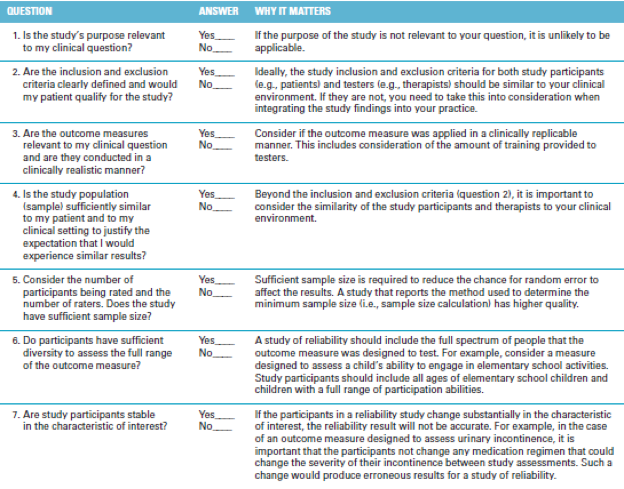 QUESTION ANSWER WHY IT MATTERS
1. Is the study's purpose relevant
to my clinical question?
Yes____
No____
If the purpose of the study is not relevant to your question, it is unlikely to be
applicable.
2. Are the inclusion and exclusion
criteria clearly defined and would
my patient qualify for the study?
Yes____
No____
Ideally, the study inclusion and exclusion criteria for both study participants
(e.g., patients) and testers (e.g., therapists) should be similar to your clinical
environment. If they are not, you need to take this into consideration when
integrating the study findings into your practice.
3. Are the outcome measures
relevant to my clinical question
and are they conducted in a
clinically realistic manner?
Yes____
No____
Consider if the outcome measure was applied in a clinically replicable
manner. This includes consideration of the amount of training provided to
testers.
4. Is the study population
(sample) sufficiently similar
to my patient and to my
clinical setting to justify the
expectation that I would
experience similar results?
Yes____
No____
Beyond the inclusion and exclusion criteria (question 2), it is important to
consider the similarity of the study participants and therapists to your clinical
environment.
5. Consider the number of
participants being rated and the
number of raters. Does the study
have sufficient sample size?
Yes____
No____
Sufficient sample size is required to reduce the chance for random error to
affect the results. A study that reports the method used to determine the
minimum sample size (i.e., sample size calculation) has higher quality.
6. Do participants have sufficient
diversity to assess the full range
of the outcome measure?
Yes____
No____
A study of reliability should include the full spectrum of people that the
outcome measure was designed to test. For example, consider a measure
designed to assess a child's ability to engage in elementary school activities.
Study participants should include all ages of elementary school children and
children with a full range of participation abilities.
7. Are study participants stable
in the characteristic of interest?
Yes____
No____
If the participants in a reliability study change substantially in the characteristic
of interest, the reliability result will not be accurate. For example, in the case
of an outcome measure designed to assess urinary incontinence, it is
important that the participants not change any medication regimen that could
change the severity of their incontinence between study assessments. Such a
change would produce erroneous results for a study of reliability.